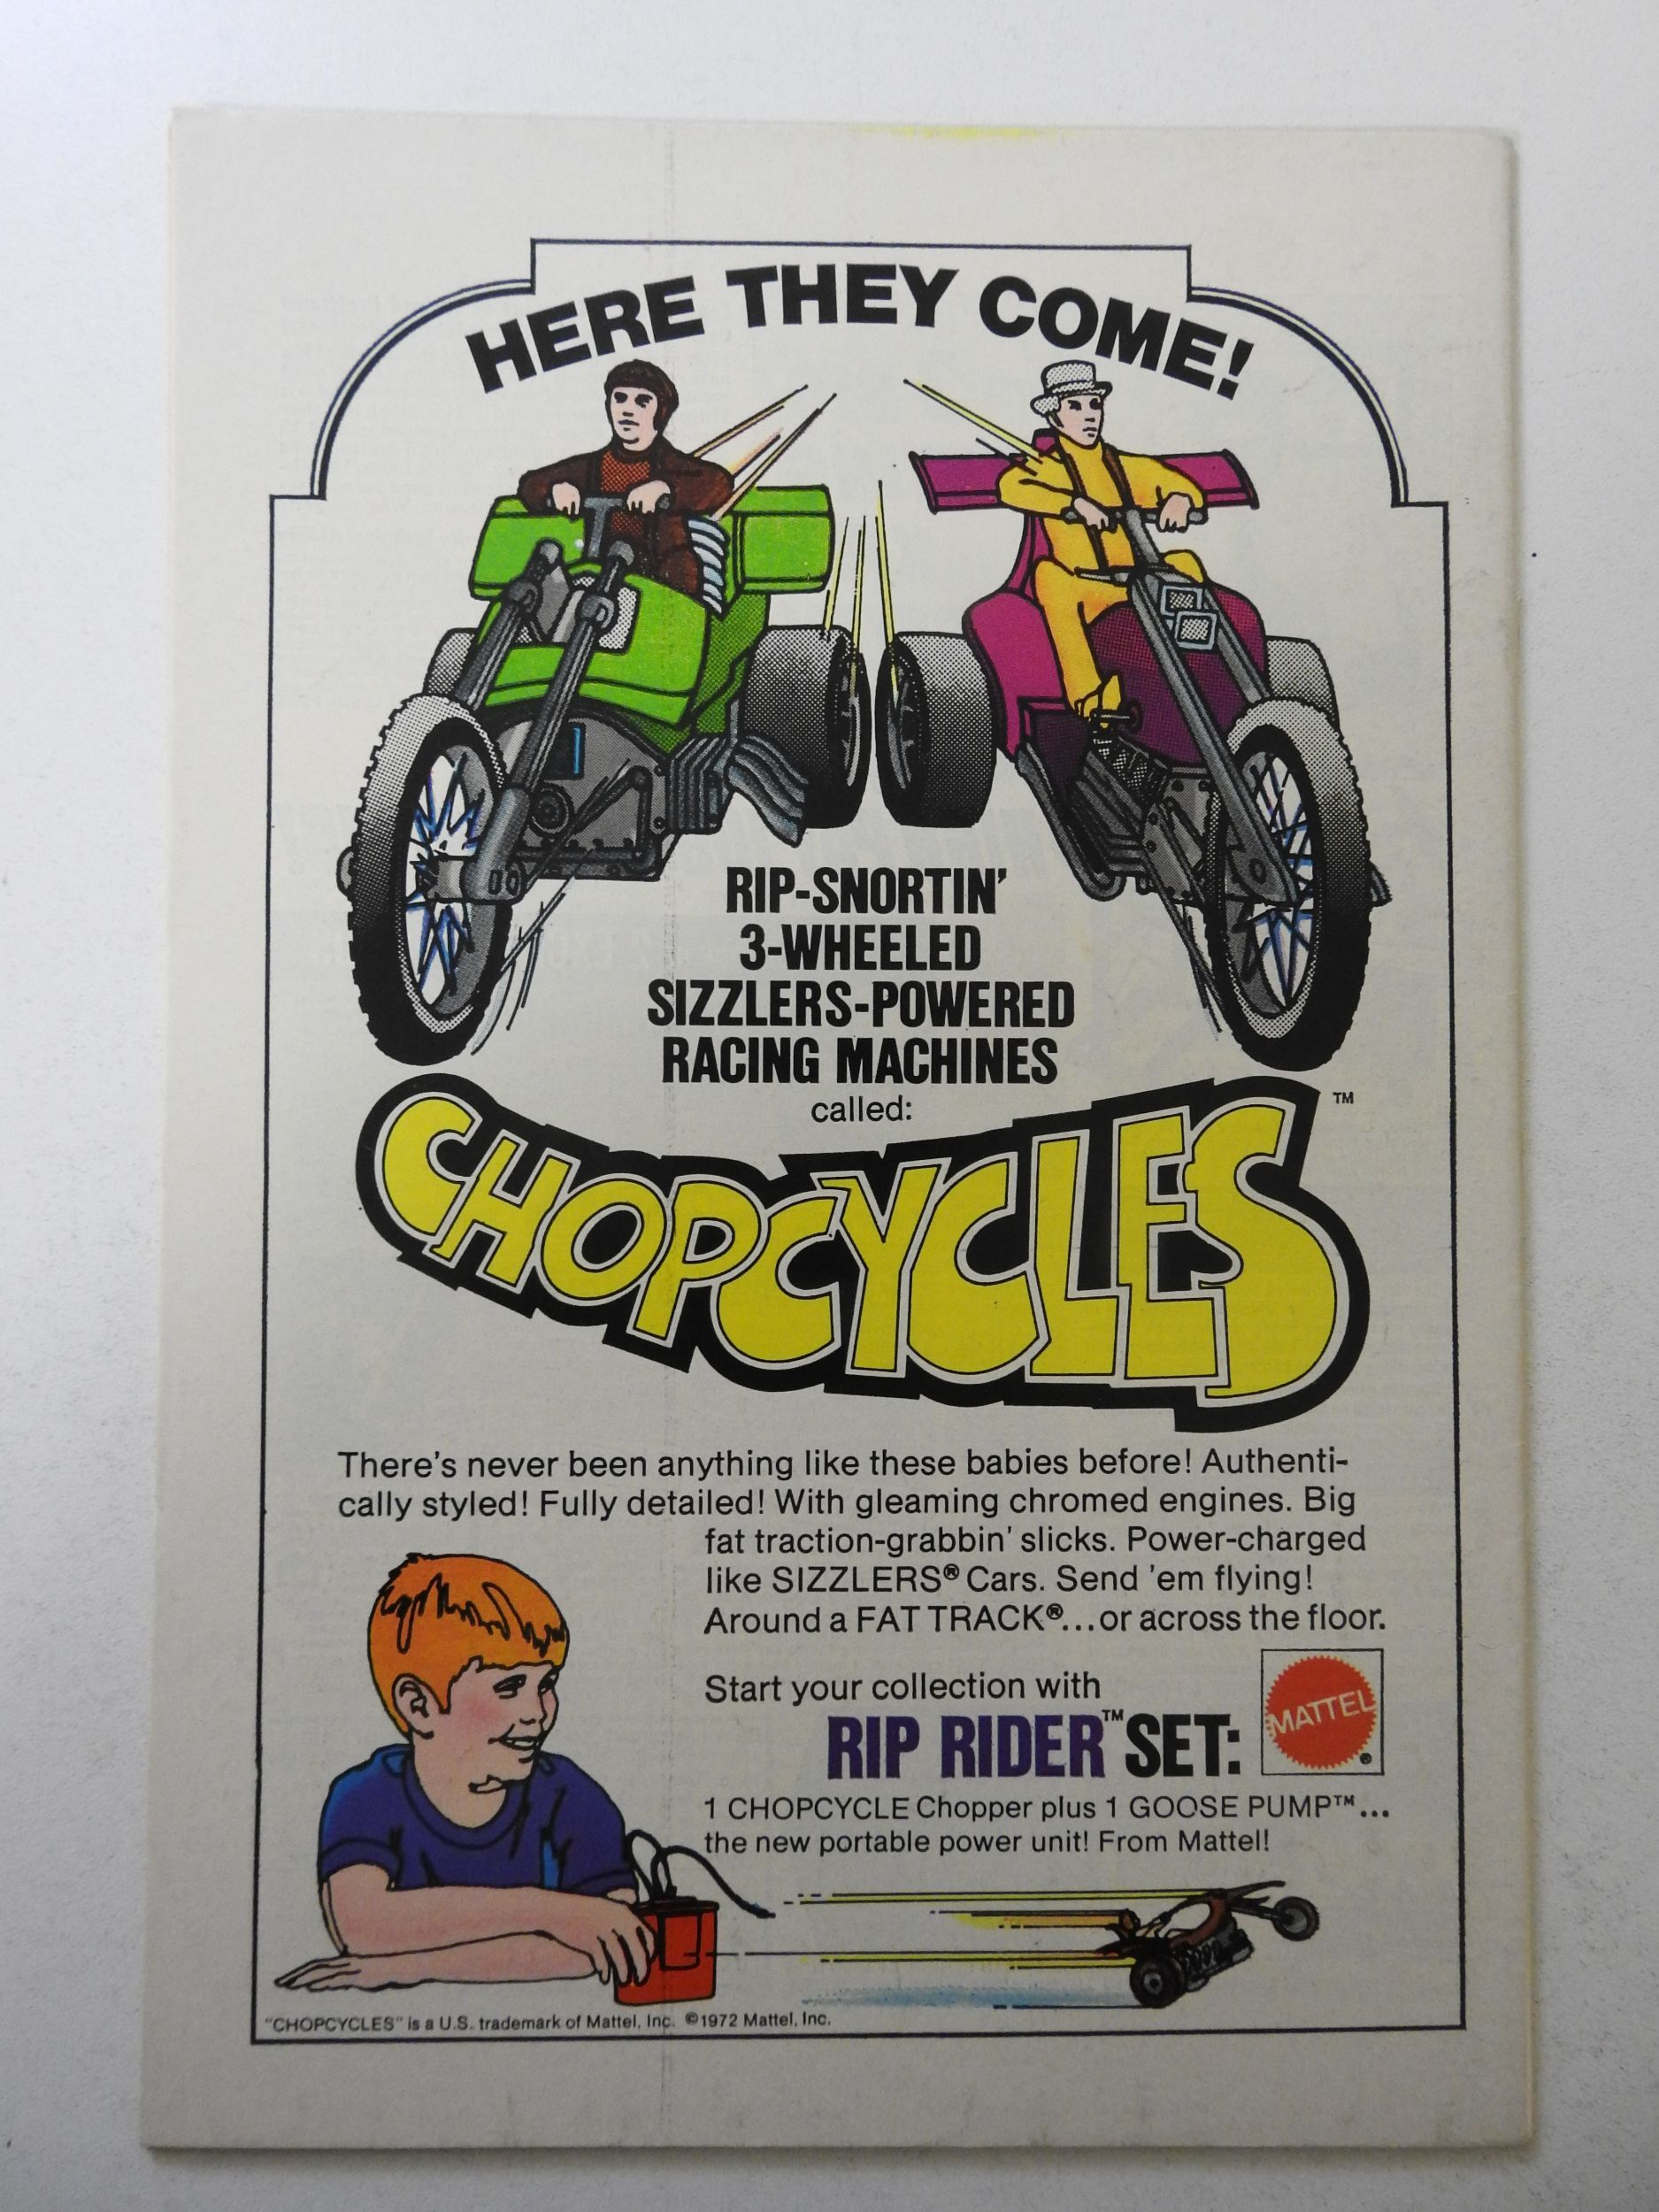 HERE THEY COME!
RIP-SNORTIN'
3-WHEELED
SIZZLERS-POWERED
RACING MACHINES
called:
CHOPCYCLES™
There's never been anything like these babies before! Authenti-
cally styled! Fully detailed! With gleaming chromed engines. Big
fat traction-grabbin' slicks. Power-charged
like SIZZLERS® Cars. Send 'em flying!
Around a FAT TRACK®...or across the floor.
Start your collection with
RIP RIDER™ SET:
MATTEL®
1 CHOPCYCLE Chopper plus 1 GOOSE PUMP™...
the new portable power unit! From Mattel!
"CHOPCYCLES" is a U.S. trademark of Mattel, Inc. ©1972 Mattel, Inc.